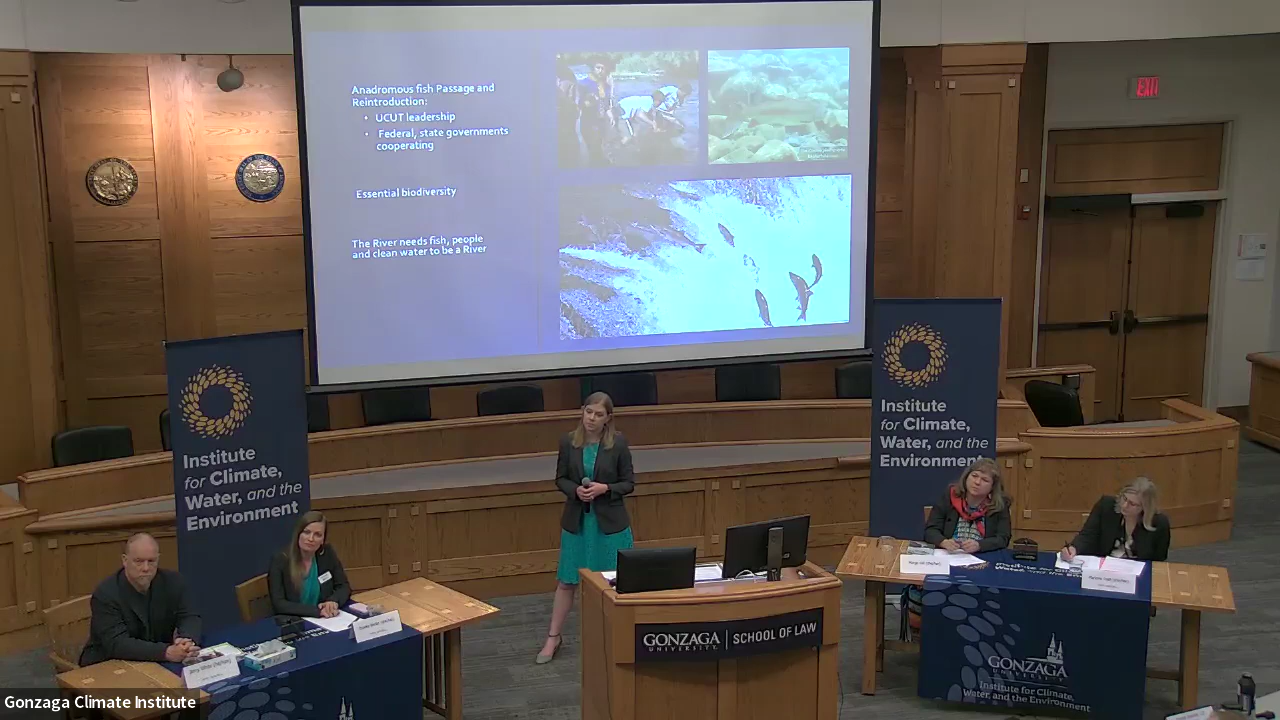 Anadromous fish Passage and
Reintroduction:
• UCUT leadership
• Federal, state governments
cooperating
Essential biodiversity
The River needs fish, people
and clean water to be a River
EXIT
Institute
for Climate,
Water, and the
Environment
Institute
for Climate,
Water, and the
Environment
GONZAGA
UNIVERSITY
SCHOOL OF LAW
GONZAGA
UNIVERSITY
Institute for Climate,
Water, and the Environment
Gonzaga Climate Institute